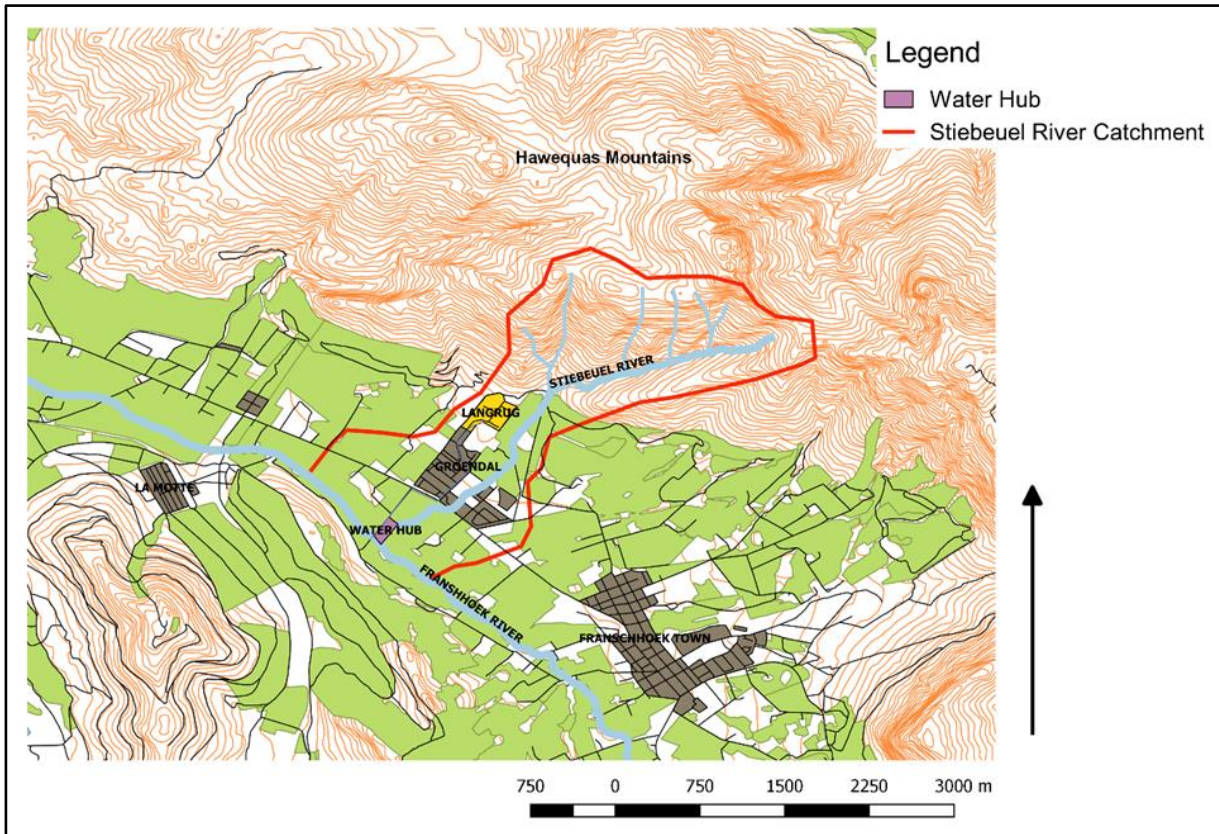 Legend
Water Hub
Stiebeuel River Catchment
Hawequas Mountains
STIEBEUEL RIVER
LANGRUG
GROENDAL
LA MOTTE
WATER HUB
FRANSHHOEK RIVER
FRANSCHHOEK TOWN
750 0 750 1500 2250 3000 m